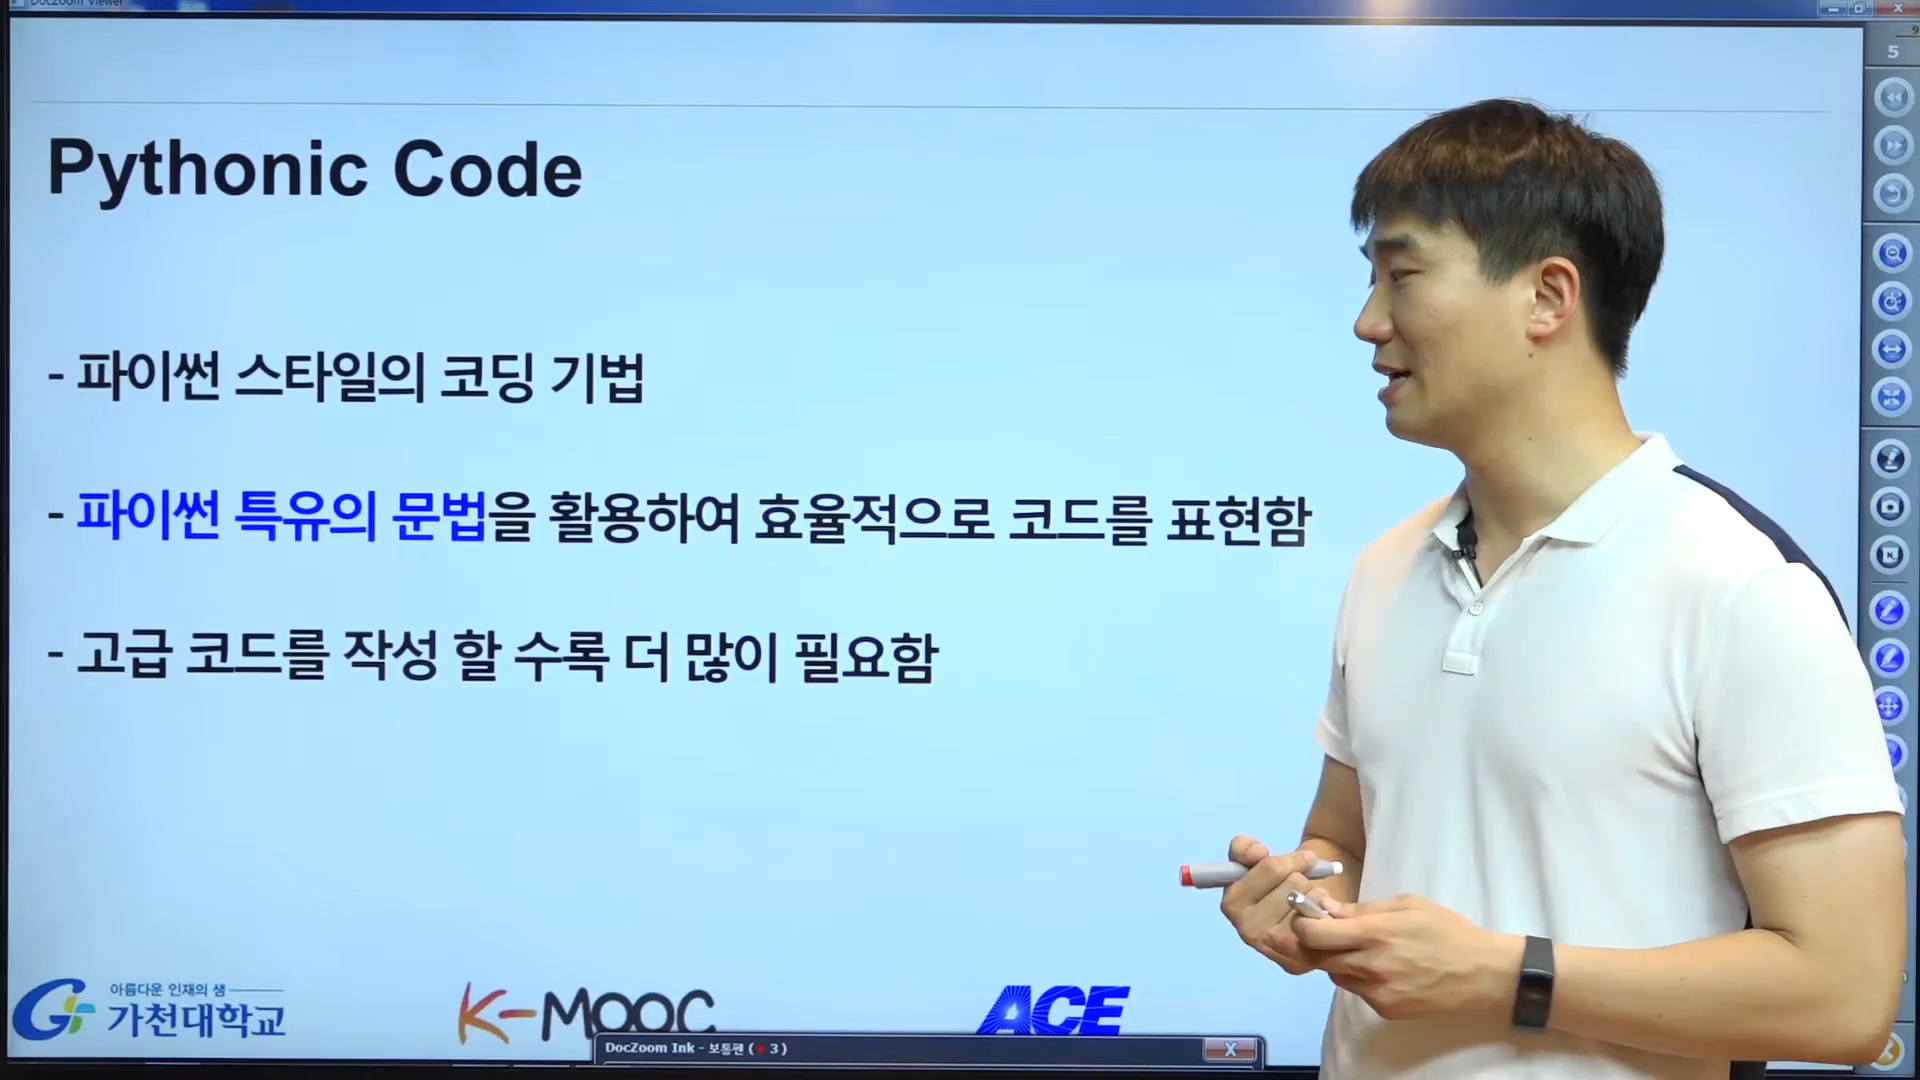 DocZoom Viewer
5
Pythonic Code
- 파이썬 스타일의 코딩 기법
- 파이썬 특유의 문법을 활용하여 효율적으로 코드를 표현함
- 고급 코드를 작성 할 수록 더 많이 필요함
아름다운 인재의 샘
가천대학교
K-MOOC
ACE
DocZoom Ink - 보통펜 ( 3 )
X